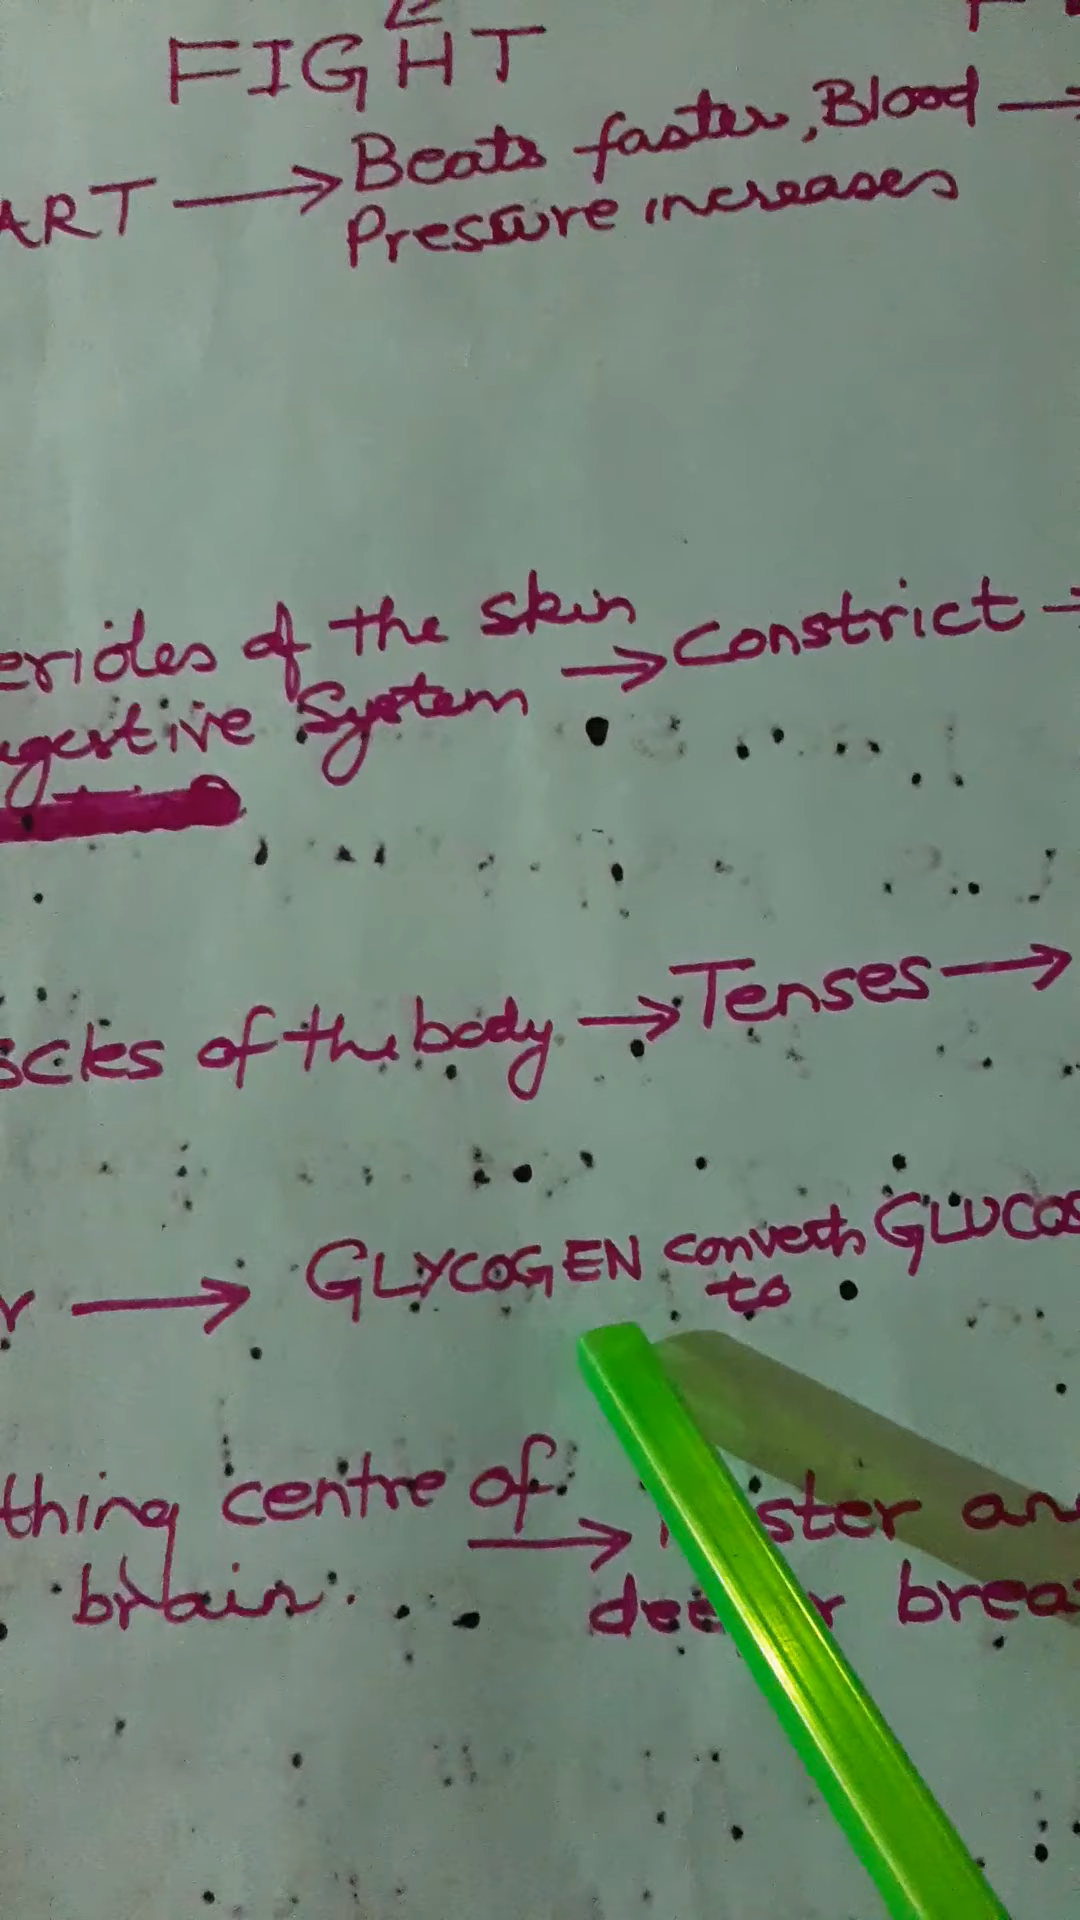 FIGHT
ART → Beats faster, Blood →
Pressure increases
erioles of the skin
→ constrict →
gestive System
scles of the body → Tenses →
r → GLYCOGEN converts GLUCOS
to
thing centre of → ster an
brain. dee r brea